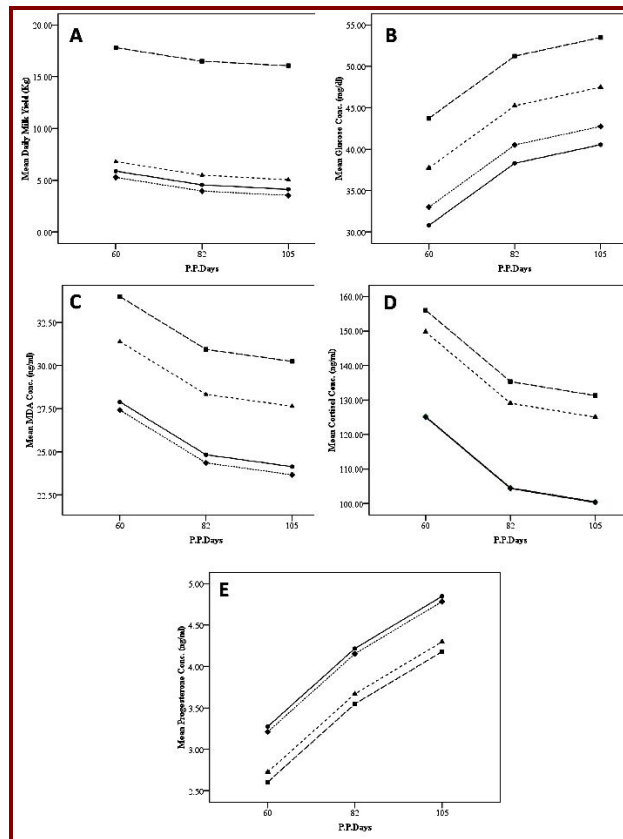 A
Mean Daily Milk Yield (Kg)
20.00
15.00
10.00
5.00
0.00
60
82
105
P.P.Days
B
Mean Glucose Conc. (mg/dl)
55.00
50.00
45.00
40.00
35.00
30.00
60
82
105
P.P.Days
C
Mean MDA Conc. (ng/ml)
32.50
30.00
27.50
25.00
22.50
60
82
105
P.P.Days
D
Mean Cortisol Conc. (ng/ml)
160.00
150.00
140.00
130.00
120.00
110.00
100.00
60
82
105
P.P.Days
E
Mean Progesterone Conc. (ng/ml)
5.00
4.50
4.00
3.50
3.00
2.50
60
82
105
P.P.Days